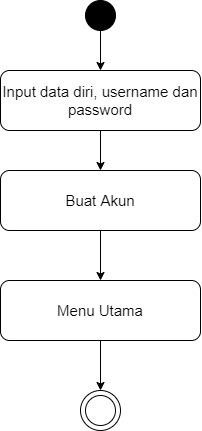 Input data diri, username dan
password
Buat Akun
Menu Utama